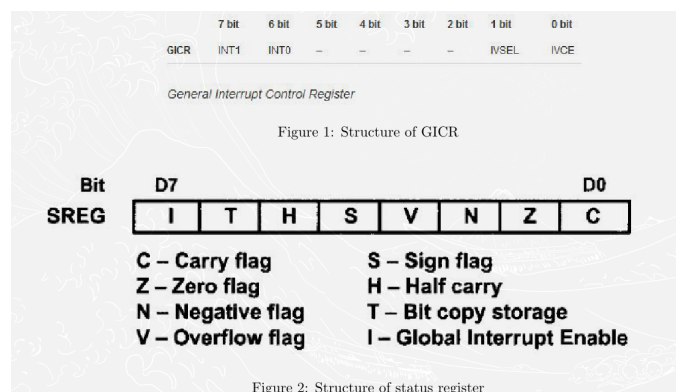 7 bit 6 bit 5 bit 4 bit 3 bit 2 bit 1 bit 0 bit
GICR INT1 INT0 – – – – IVSEL IVCE
General Interrupt Control Register
Figure 1: Structure of GICR
Bit D7 D0
SREG I T H S V N Z C
C – Carry flag S – Sign flag
Z – Zero flag H – Half carry
N – Negative flag T – Bit copy storage
V – Overflow flag I – Global Interrupt Enable
Figure 2: Structure of status register